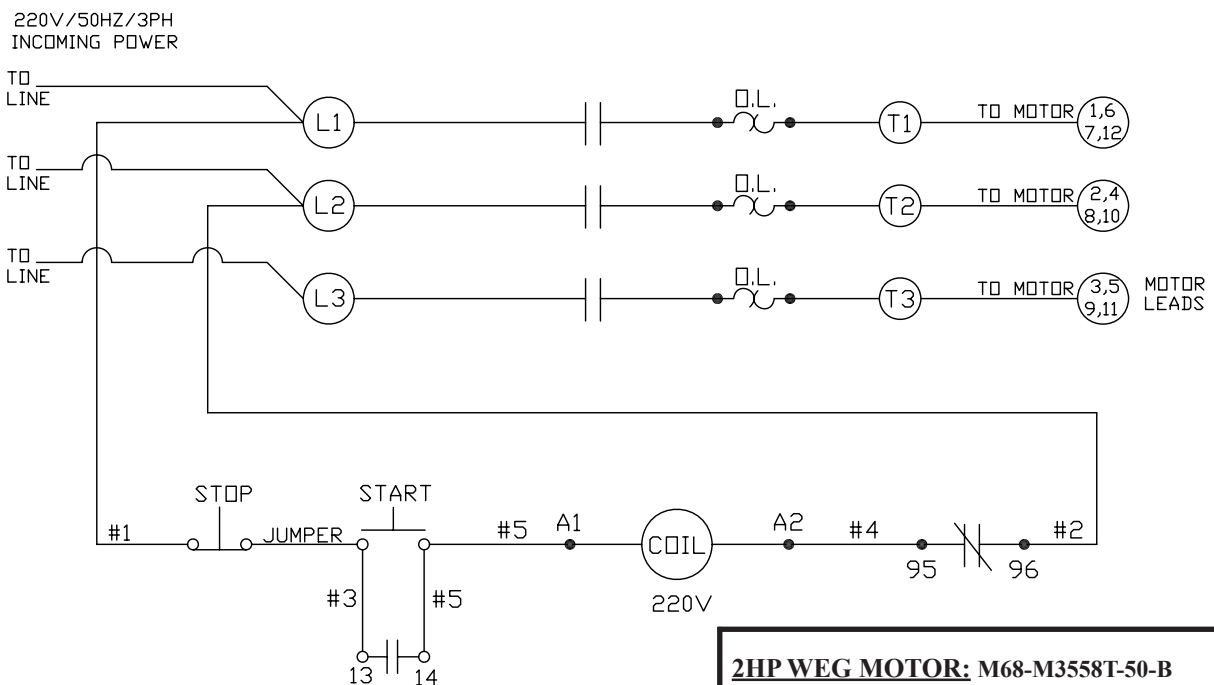 220V/50HZ/3PH
INCOMING POWER
TO
LINE
L1
O.L.
T1
TO MOTOR
1,6
7,12
TO
LINE
L2
O.L.
T2
TO MOTOR
2,4
8,10
TO
LINE
L3
O.L.
T3
TO MOTOR
3,5
9,11
MOTOR
LEADS
STOP
START
#1
JUMPER
#5
A1
COIL
A2
#4
#2
95
96
220V
#3
#5
13
14
2HP WEG MOTOR: M68-M3558T-50-B